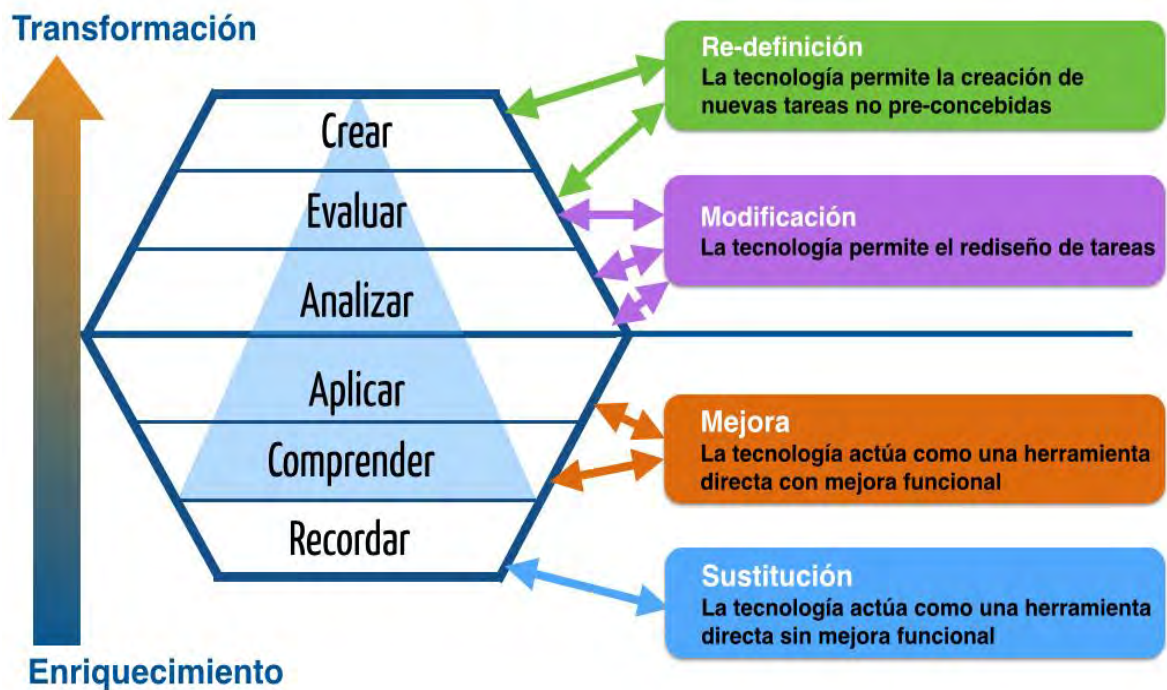 Transformación
Crear
Evaluar
Analizar
Aplicar
Comprender
Recordar
Enriquecimiento
Re-definición
La tecnología permite la creación de
nuevas tareas no pre-concebidas
Modificación
La tecnología permite el rediseño de tareas
Mejora
La tecnología actúa como una herramienta
directa con mejora funcional
Sustitución
La tecnología actúa como una herramienta
directa sin mejora funcional